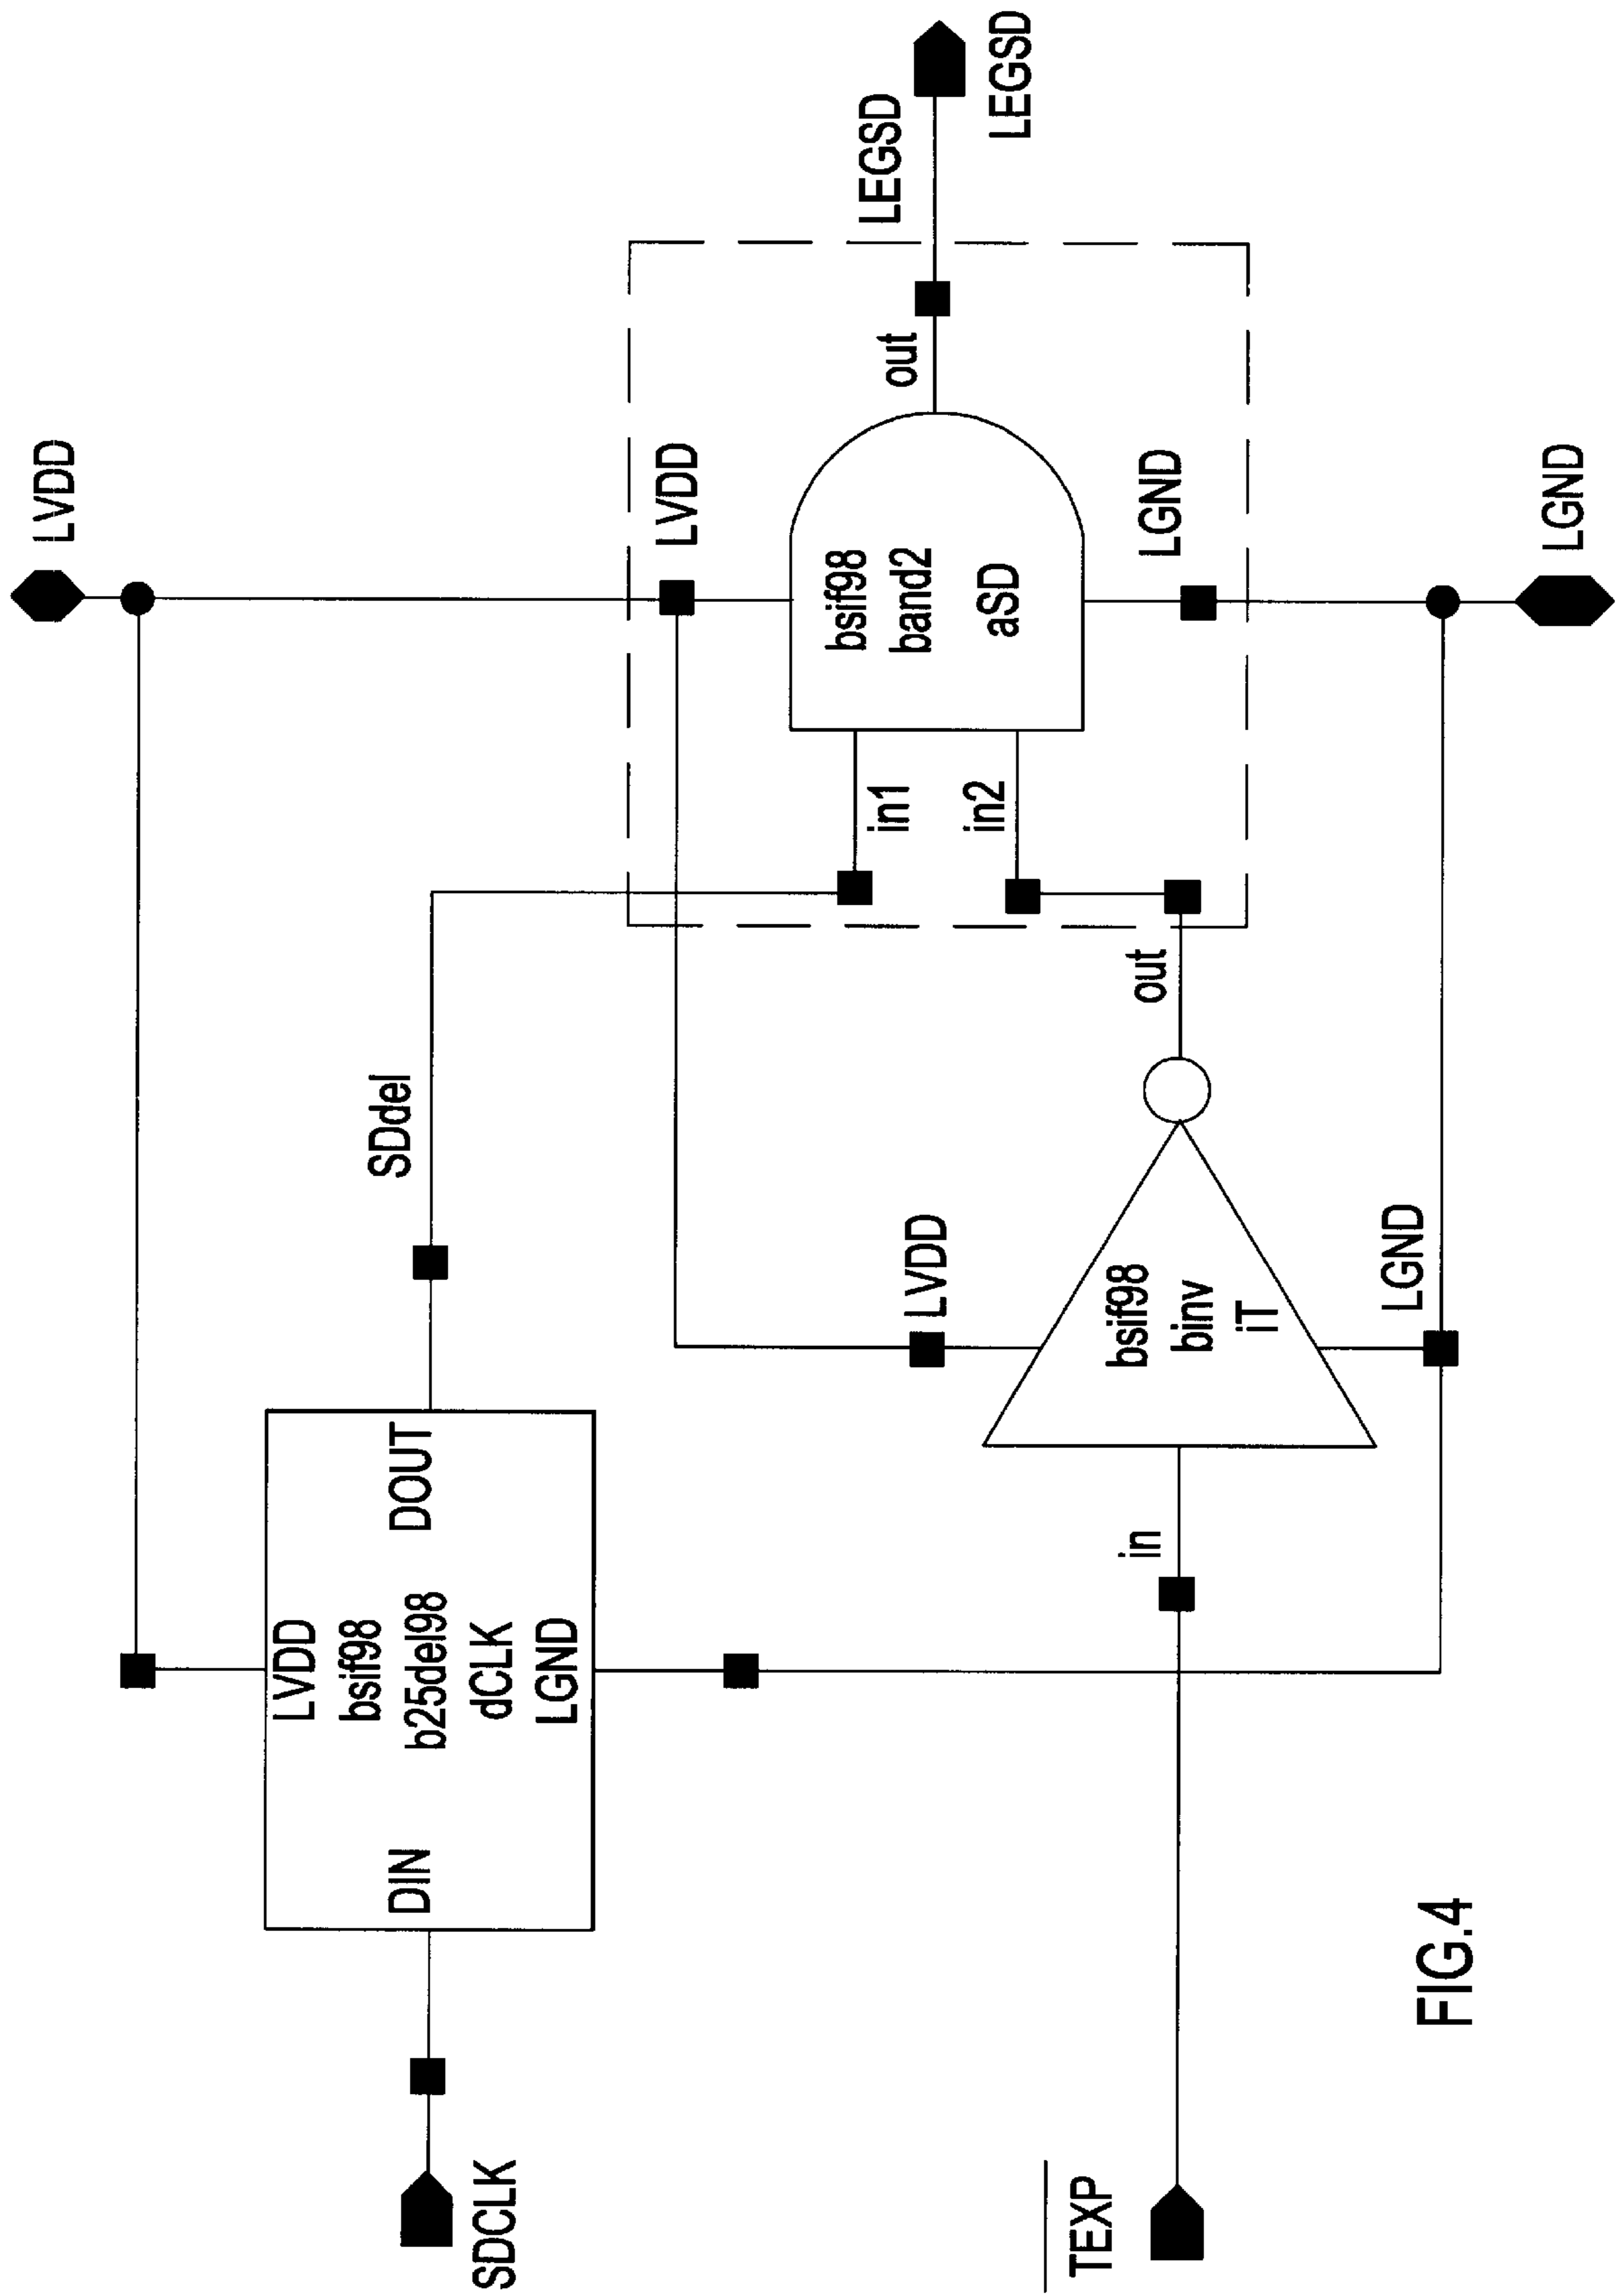 LVDD
LVDD
bsif98
b25del98
dCLK
LGND
DIN
DOUT
SDCLK
SDdel
LVDD
in1
in2
bsif98
band2
aSD
out
LEGSD
LEGSD
LGND
LVDD
out
bsif98
binv
iT
in
TEXP
LGND
LGND
FIG.4